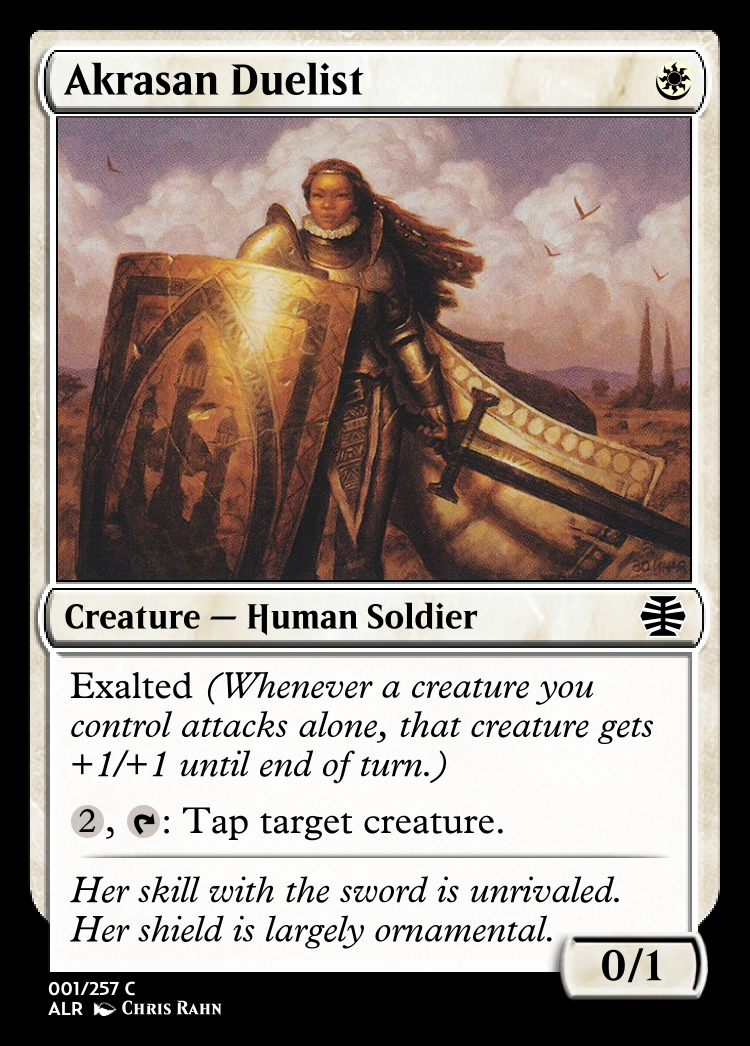 Akrasan Duelist
Creature — Human Soldier
Exalted (Whenever a creature you
control attacks alone, that creature gets
+1/+1 until end of turn.)
2, : Tap target creature.
Her skill with the sword is unrivaled.
Her shield is largely ornamental.
0/1
001/257 C
ALR Chris Rahn